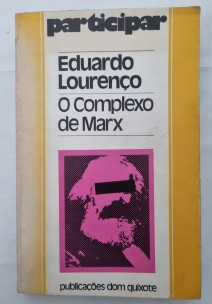 participar
Eduardo
Lourenço
O Complexo
de Marx
publicações dom quixote